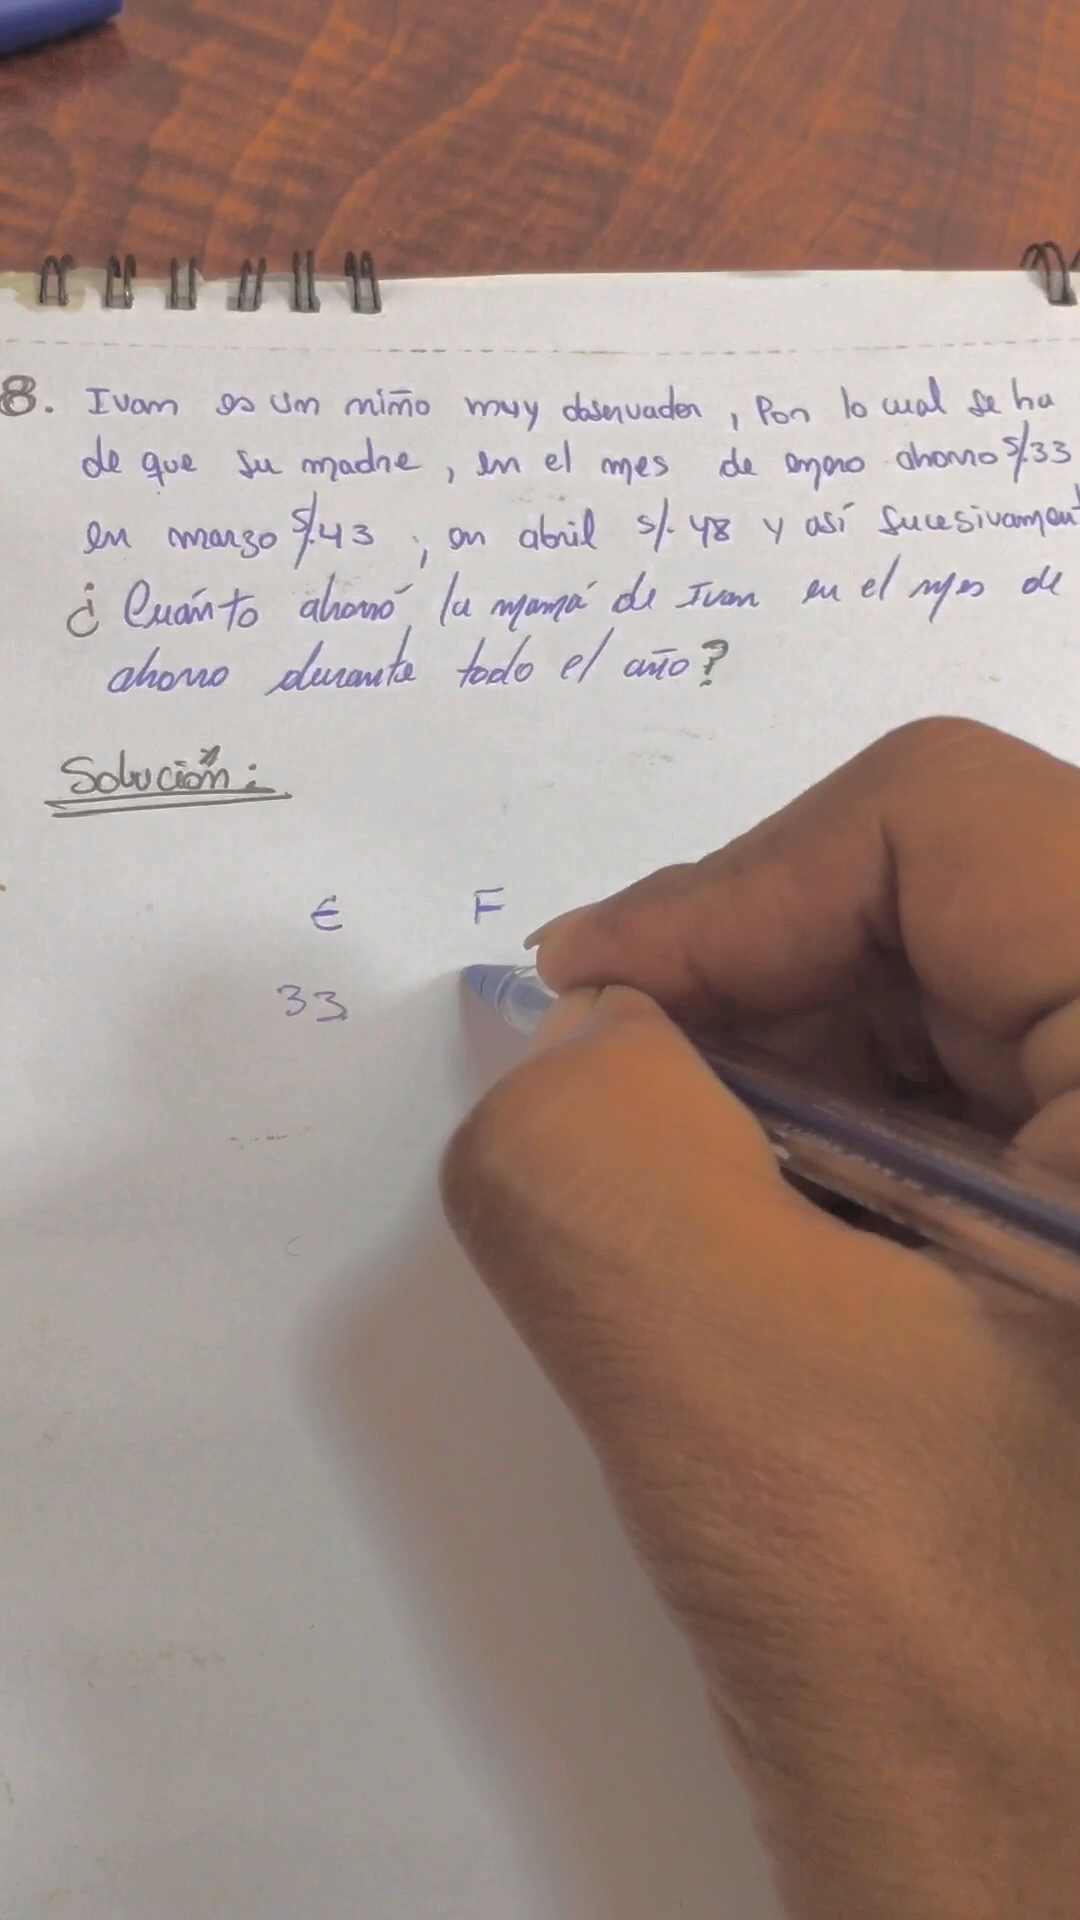 8. Ivan es un niño muy observador, Por lo cual se ha
de que su madre, en el mes de enero ahorro S/.33
en marzo S/.43, en abril S/. 48 y así sucesivament
¿Cuánto ahorró la mamá de Ivan en el mes de
ahorro durante todo el año?
Solución:
E F
33